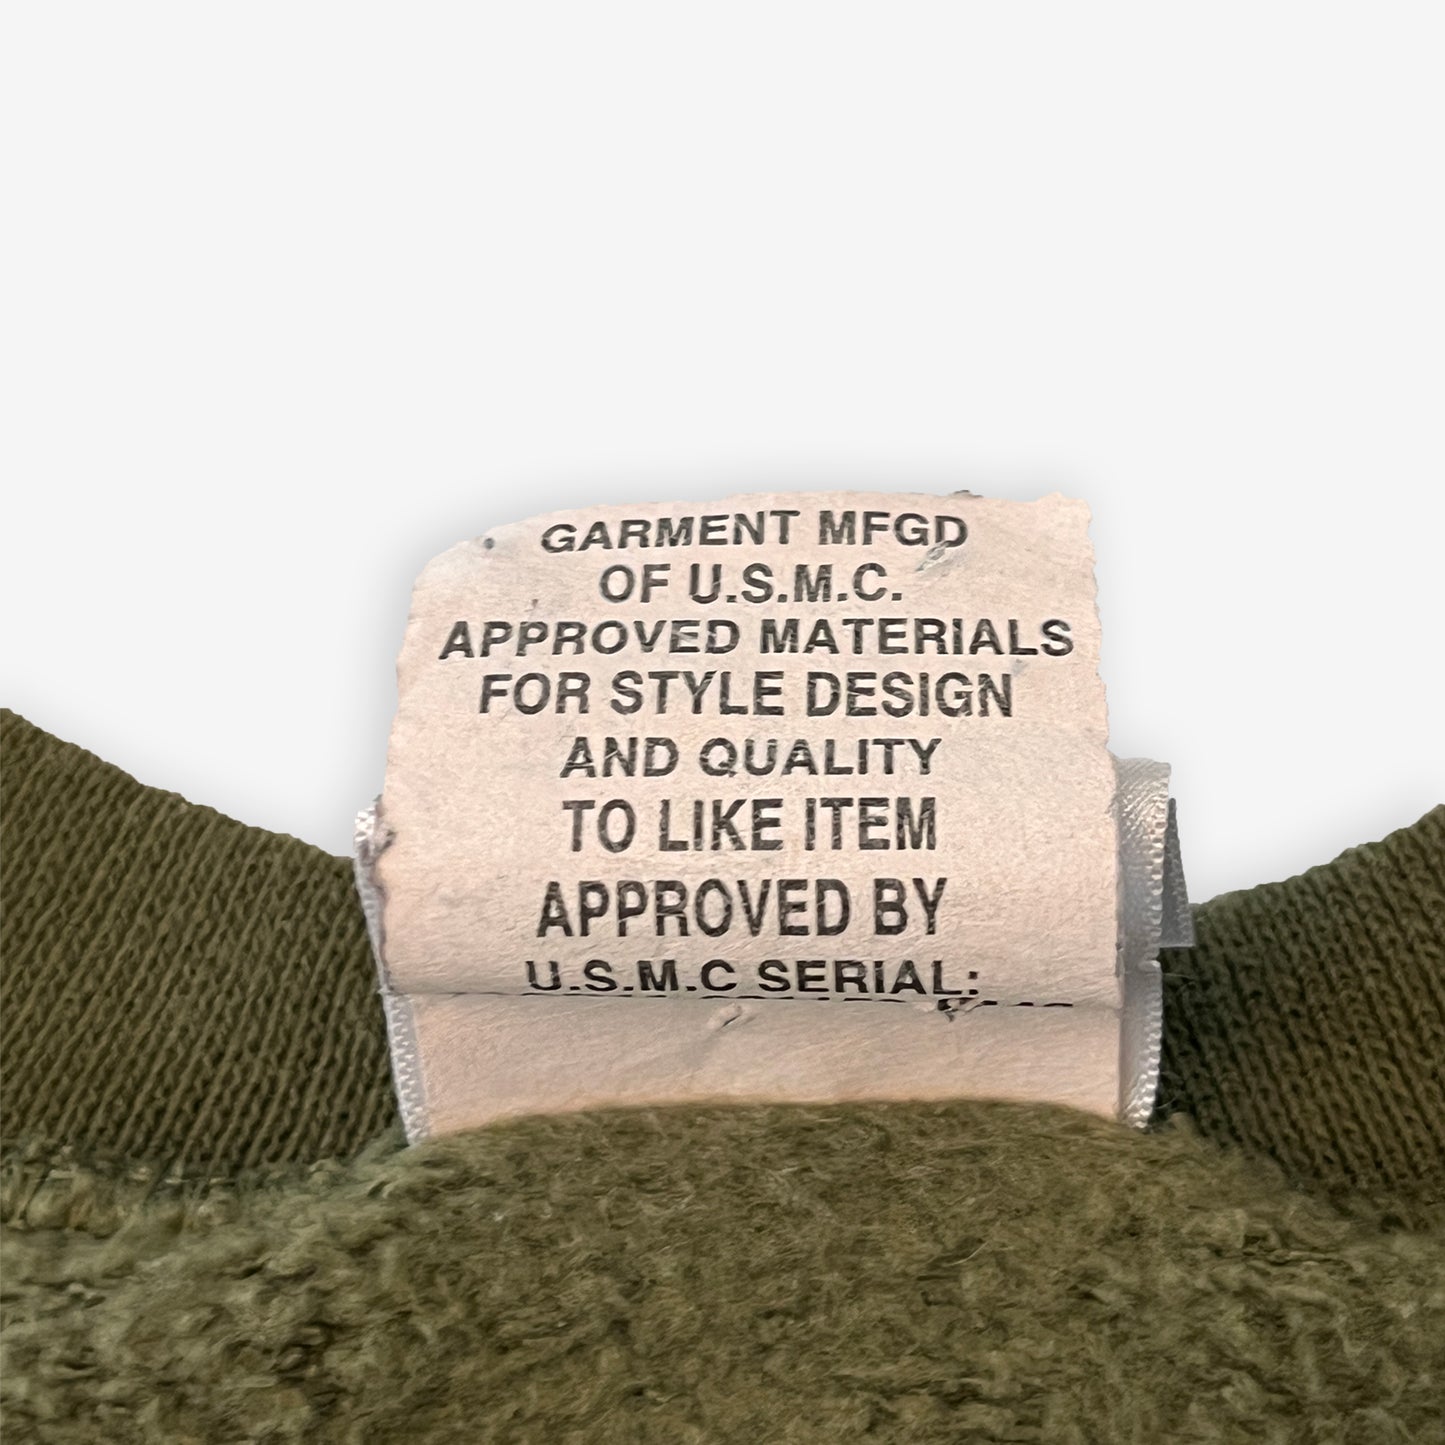 GARMENT MFGD
OF U.S.M.C.
APPROVED MATERIALS
FOR STYLE DESIGN
AND QUALITY
TO LIKE ITEM
APPROVED BY
U.S.M.C SERIAL: